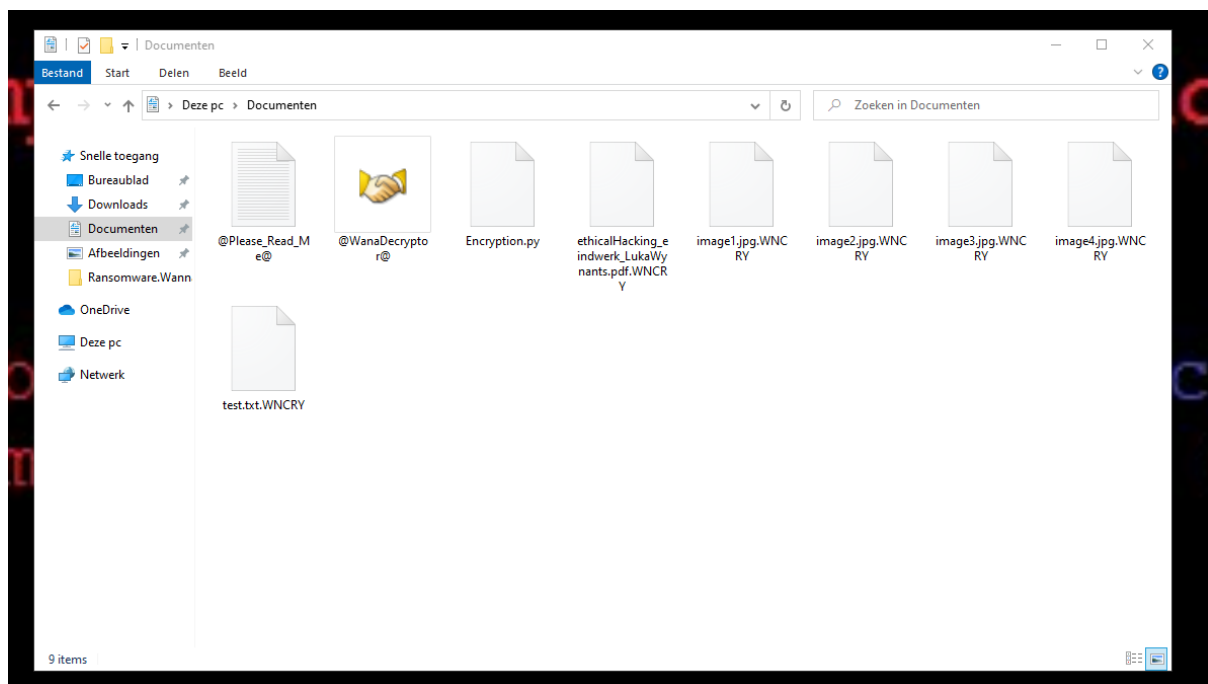 Documenten
Bestand Start Delen Beeld
Deze pc > Documenten
Zoeken in Documenten
Snelle toegang
Bureaublad
Downloads
Documenten
Afbeeldingen
Ransomware.Wann
OneDrive
Deze pc
Netwerk
@Please_Read_M
e@
@WanaDecrypto
r@
Encryption.py
ethicalHacking_e
indwerk_LukaWy
nants.pdf.WNCR
Y
image1.jpg.WNC
RY
image2.jpg.WNC
RY
image3.jpg.WNC
RY
image4.jpg.WNC
RY
test.txt.WNCRY
9 items